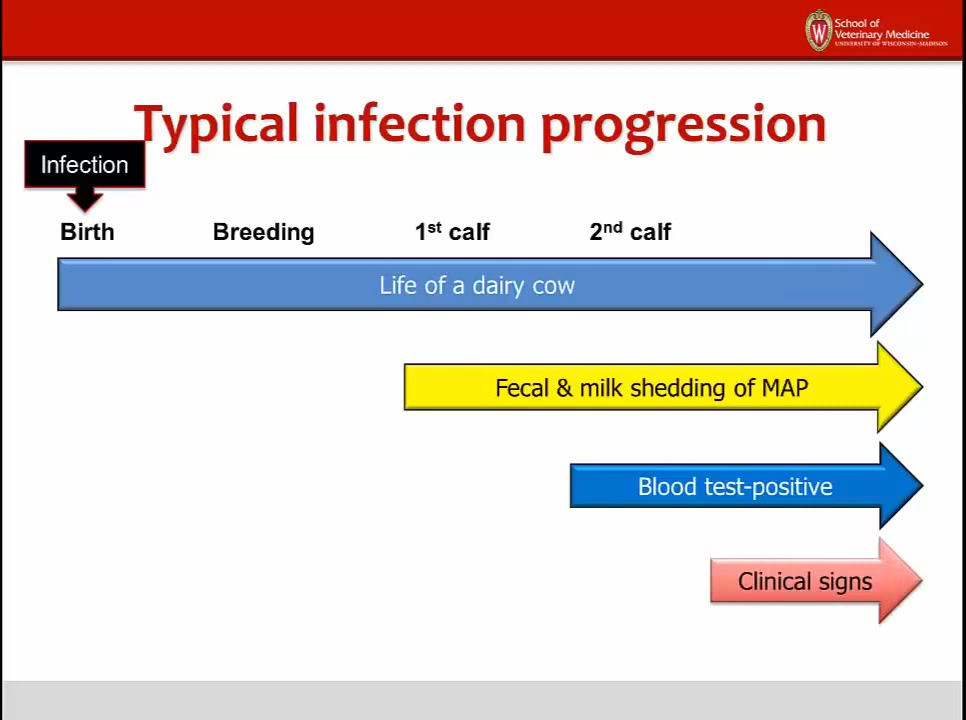 School of
Veterinary Medicine
UNIVERSITY OF WISCONSIN-MADISON
W
Typical infection progression
Infection
Birth Breeding 1st calf 2nd calf
Life of a dairy cow
Fecal & milk shedding of MAP
Blood test-positive
Clinical signs